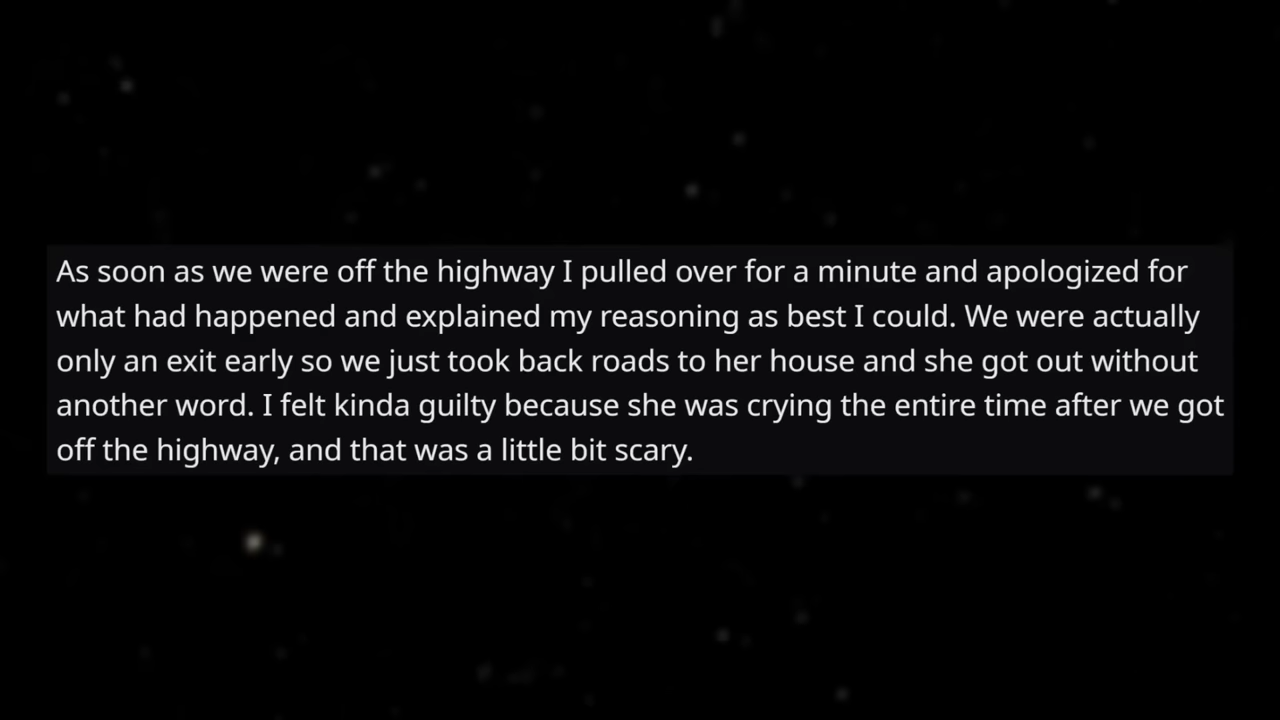 As soon as we were off the highway I pulled over for a minute and apologized for
what had happened and explained my reasoning as best I could. We were actually
only an exit early so we just took back roads to her house and she got out without
another word. I felt kinda guilty because she was crying the entire time after we got
off the highway, and that was a little bit scary.